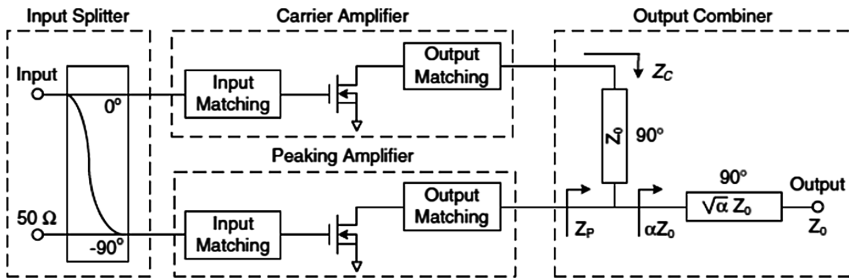 Input Splitter
Carrier Amplifier
Output Combiner
Input
0°
Input
Matching
Output
Matching
Z_C
Z_0
90°
Peaking Amplifier
50 Ω
-90°
Input
Matching
Output
Matching
Z_P
αZ_0
90°
√α Z_0
Output
Z_0